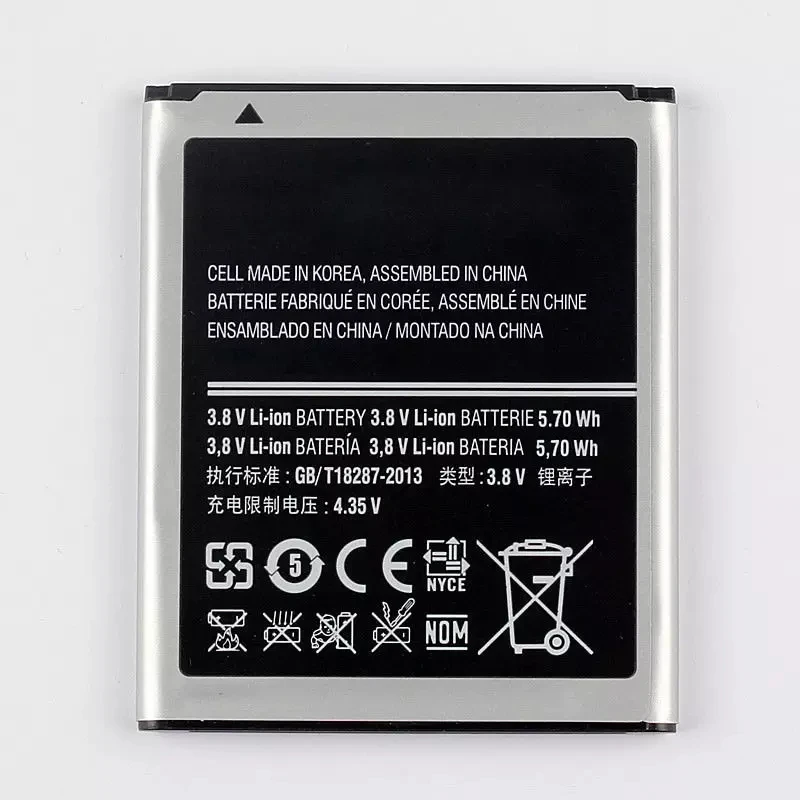 CELL MADE IN KOREA, ASSEMBLED IN CHINA
BATTERIE FABRIQUÉ EN CORÉE, ASSEMBLÉ EN CHINE
ENSAMBLADO EN CHINA / MONTADO NA CHINA
3.8 V Li-ion BATTERY 3.8 V Li-ion BATTERIE 5.70 Wh
3,8 V Li-ion BATERÍA 3,8 V Li-ion BATERIA 5,70 Wh
执行标准 : GB/T18287-2013 类型 : 3.8 V 锂离子
充电限制电压 : 4.35 V
5 CE NYCE
NOM